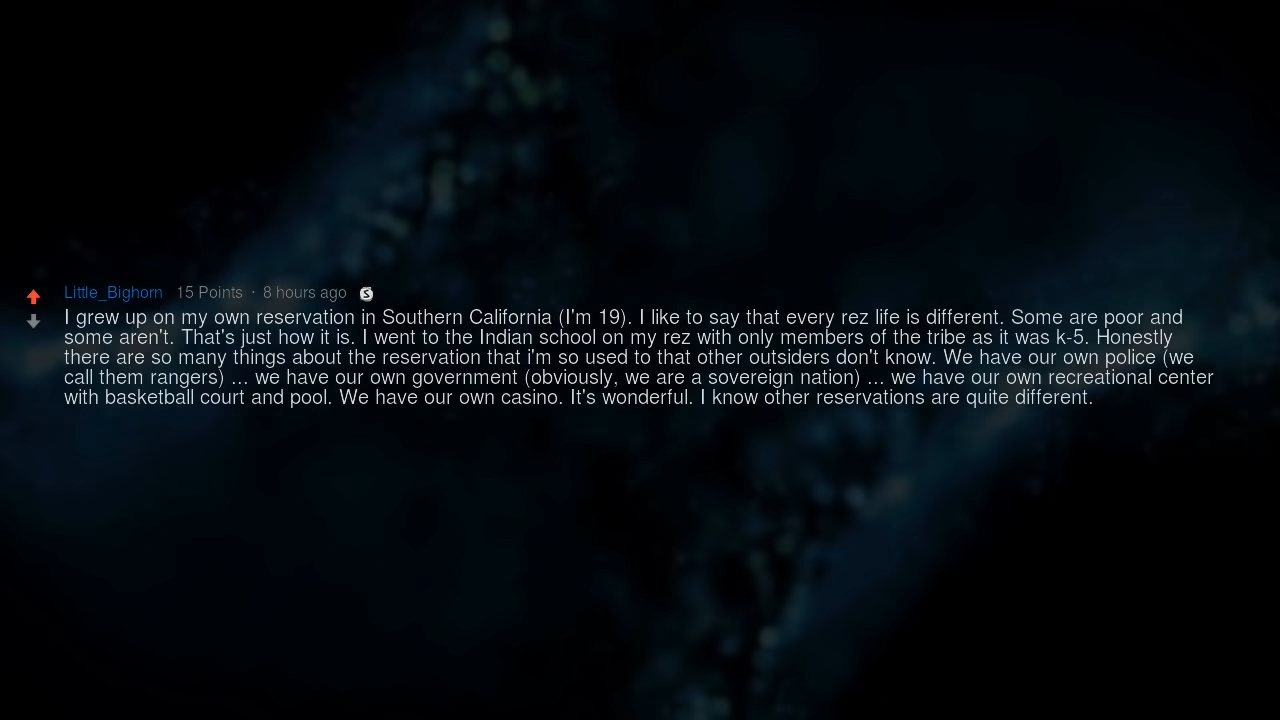 Little_Bighorn 15 Points · 8 hours ago
I grew up on my own reservation in Southern California (I'm 19). I like to say that every rez life is different. Some are poor and
some aren't. That's just how it is. I went to the Indian school on my rez with only members of the tribe as it was k-5. Honestly
there are so many things about the reservation that i'm so used to that other outsiders don't know. We have our own police (we
call them rangers) ... we have our own government (obviously, we are a sovereign nation) ... we have our own recreational center
with basketball court and pool. We have our own casino. It's wonderful. I know other reservations are quite different.